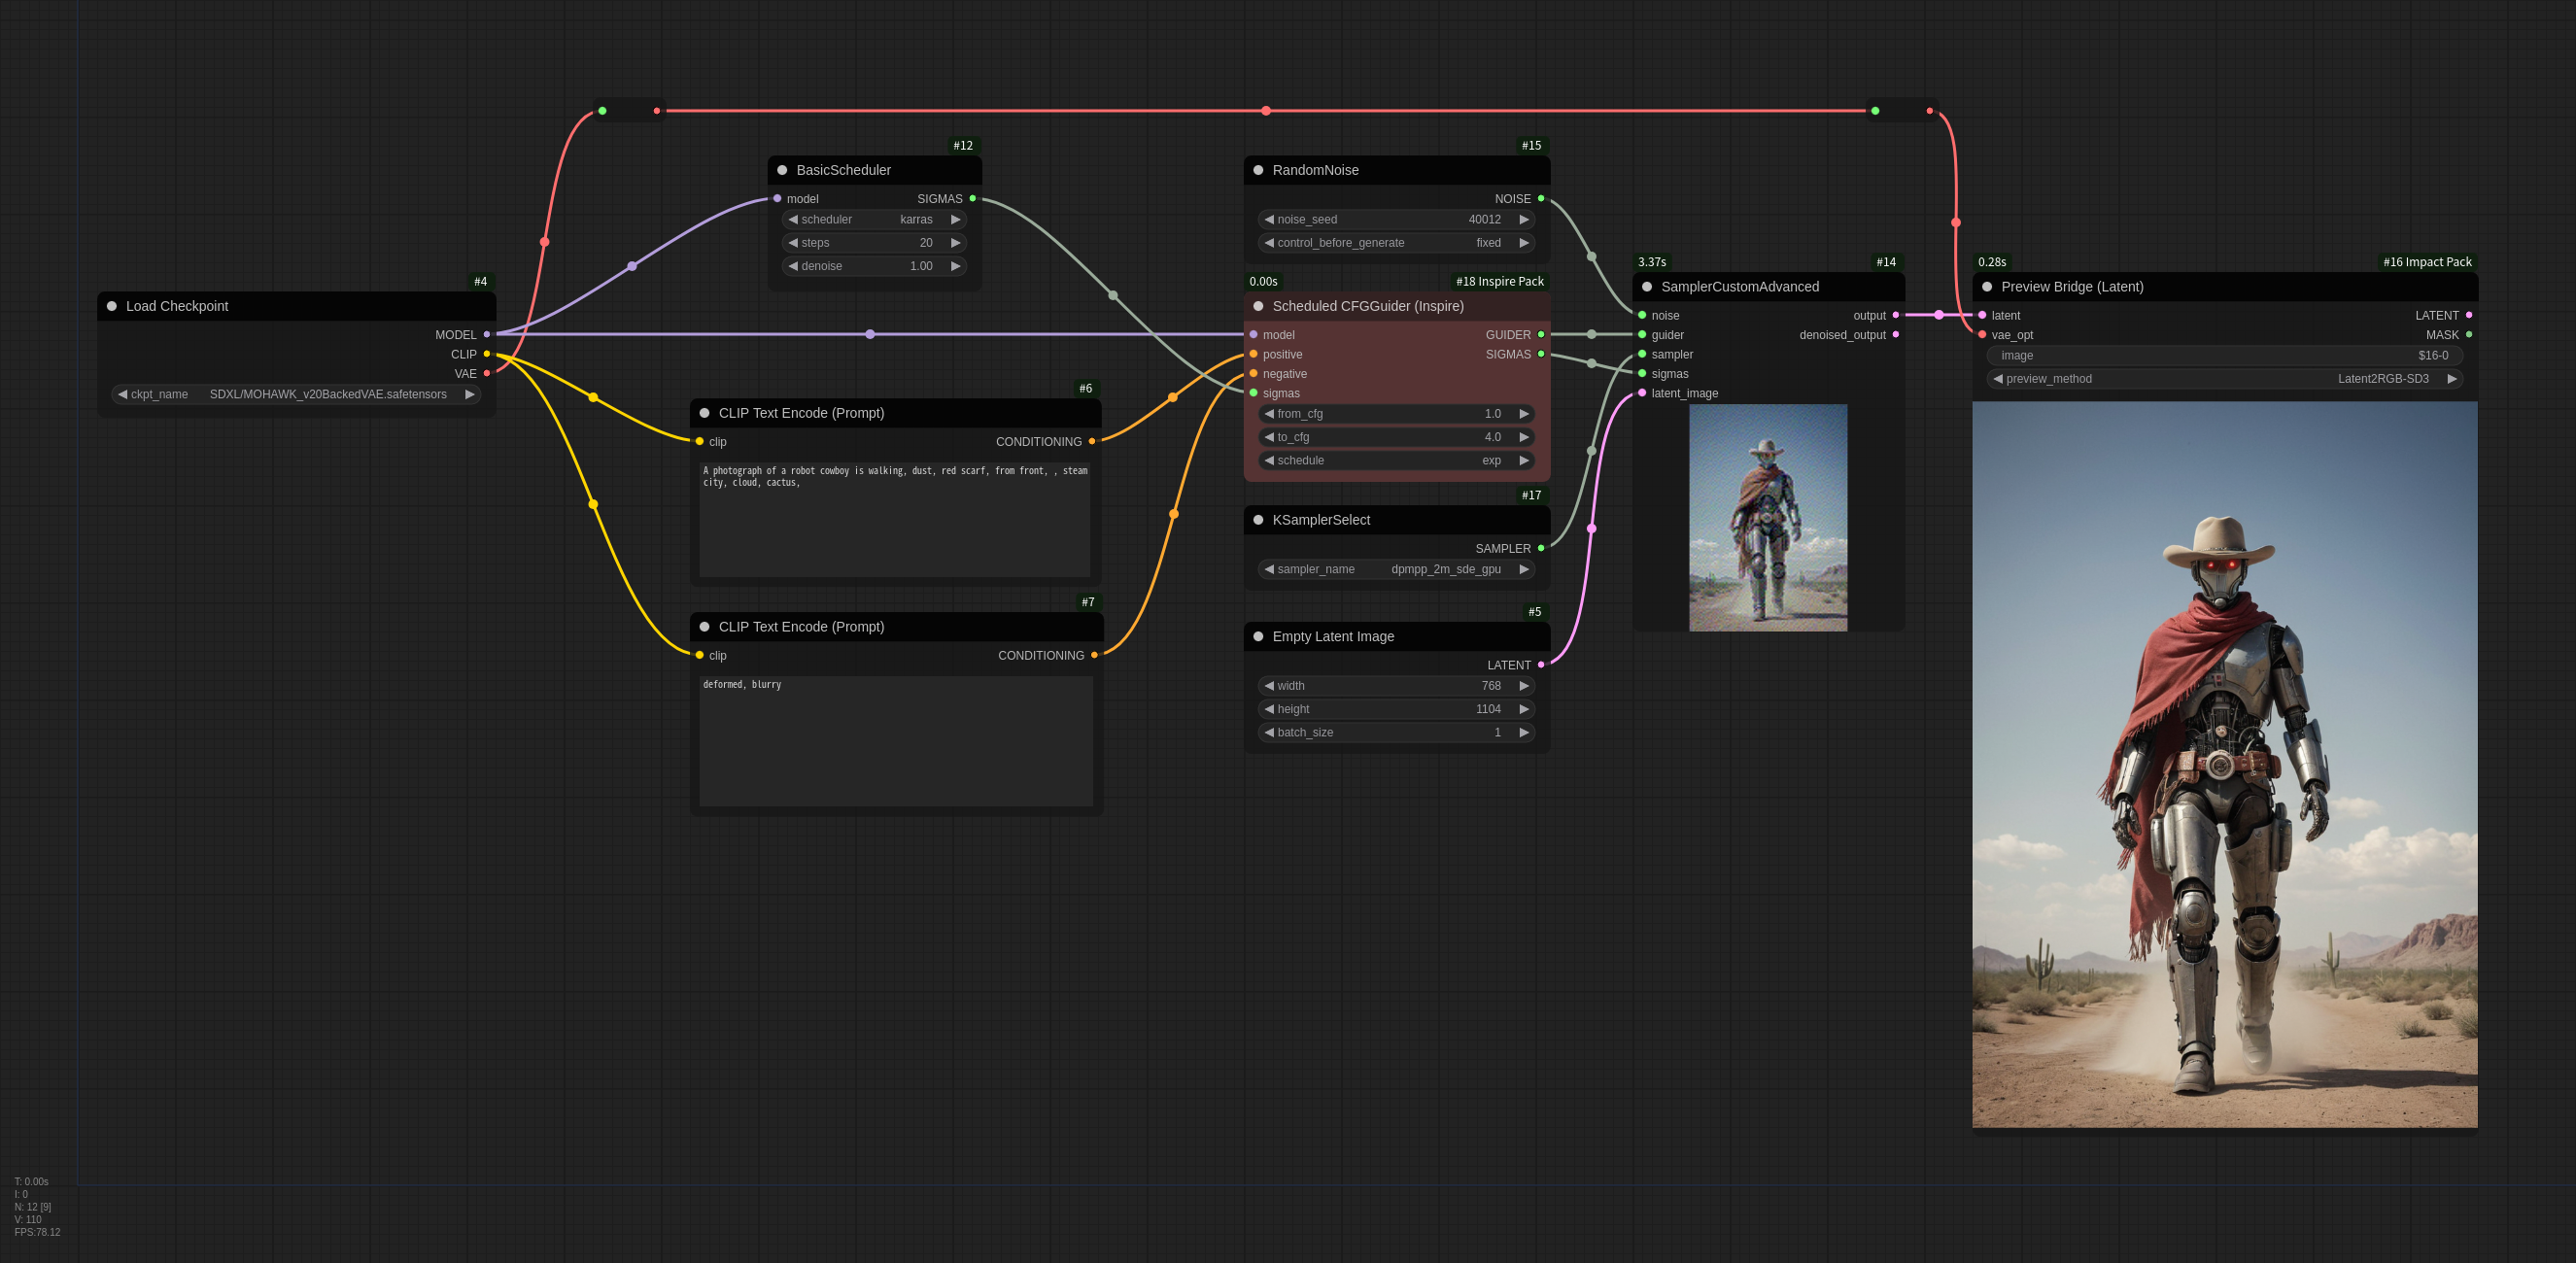 #4
Load Checkpoint
MODEL
CLIP
VAE
ckpt_name SDXL/MOHAWK_v20BackedVAE.safetensors
#12
BasicScheduler
model SIGMAS
scheduler karras
steps 20
denoise 1.00
#6
CLIP Text Encode (Prompt)
clip CONDITIONING
A photograph of a robot cowboy is walking, dust, red scarf, from front, , steam
city, cloud, cactus,
#7
CLIP Text Encode (Prompt)
clip CONDITIONING
deformed, blurry
#15
RandomNoise
NOISE
noise_seed 40012
control_before_generate fixed
0.00s #18 Inspire Pack
Scheduled CFGGuider (Inspire)
model GUIDER
positive SIGMAS
negative
sigmas
from_cfg 1.0
to_cfg 4.0
schedule exp
#17
KSamplerSelect
SAMPLER
sampler_name dpmpp_2m_sde_gpu
#5
Empty Latent Image
LATENT
width 768
height 1104
batch_size 1
3.37s #14
SamplerCustomAdvanced
noise output
guider denoised_output
sampler
sigmas
latent_image
0.28s #16 Impact Pack
Preview Bridge (Latent)
latent LATENT
vae_opt MASK
image $16-0
preview_method Latent2RGB-SD3
T: 0.00s
I: 0
N: 12 [9]
V: 110
FPS:78.12